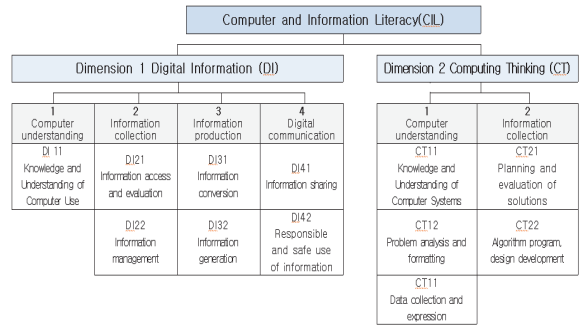 Computer and Information Literacy(CIL)
Dimension 1 Digital Information (DI)
Dimension 2 Computing Thinking (CT)
1
Computer
understanding
2
Information
collection
3
Information
production
4
Digital
communication
1
Computer
understanding
2
Information
collection
DI 11
Knowledge and
Understanding of
Computer Use
DI21
Information access
and evaluation
DI31
Information
conversion
DI41
Information sharing
CT11
Knowledge and
Understanding of
Computer Systems
CT21
Planning and
evaluation of
solutions
DI22
Information
management
DI32
Information
generation
DI42
Responsible
and safe use
of information
CT12
Problem analysis and
formatting
CT22
Algorithm program,
design development
CT11
Data collection and
expression